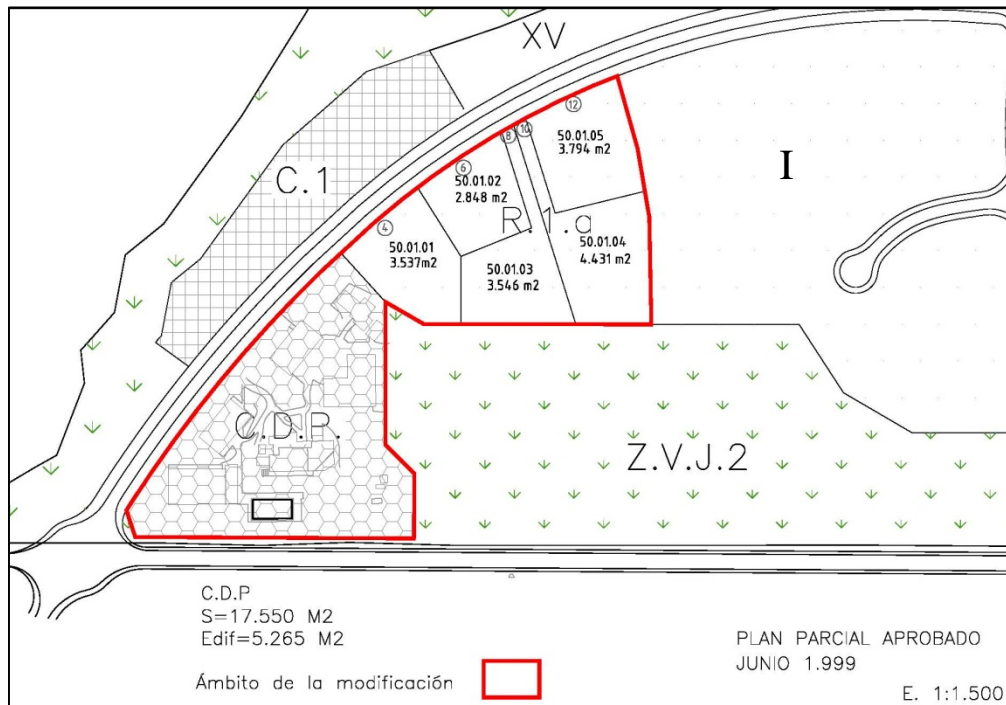 XV
C.1
I
12
10
8
50.01.05
3.794 m2
6
50.01.02
2.848 m2
R.1.a
4
50.01.01
3.537m2
50.01.04
4.431 m2
50.01.03
3.546 m2
C.D.P.
Z.V.J.2
C.D.P
S=17.550 M2
Edif=5.265 M2
Ámbito de la modificación
PLAN PARCIAL APROBADO
JUNIO 1.999
E. 1:1.500